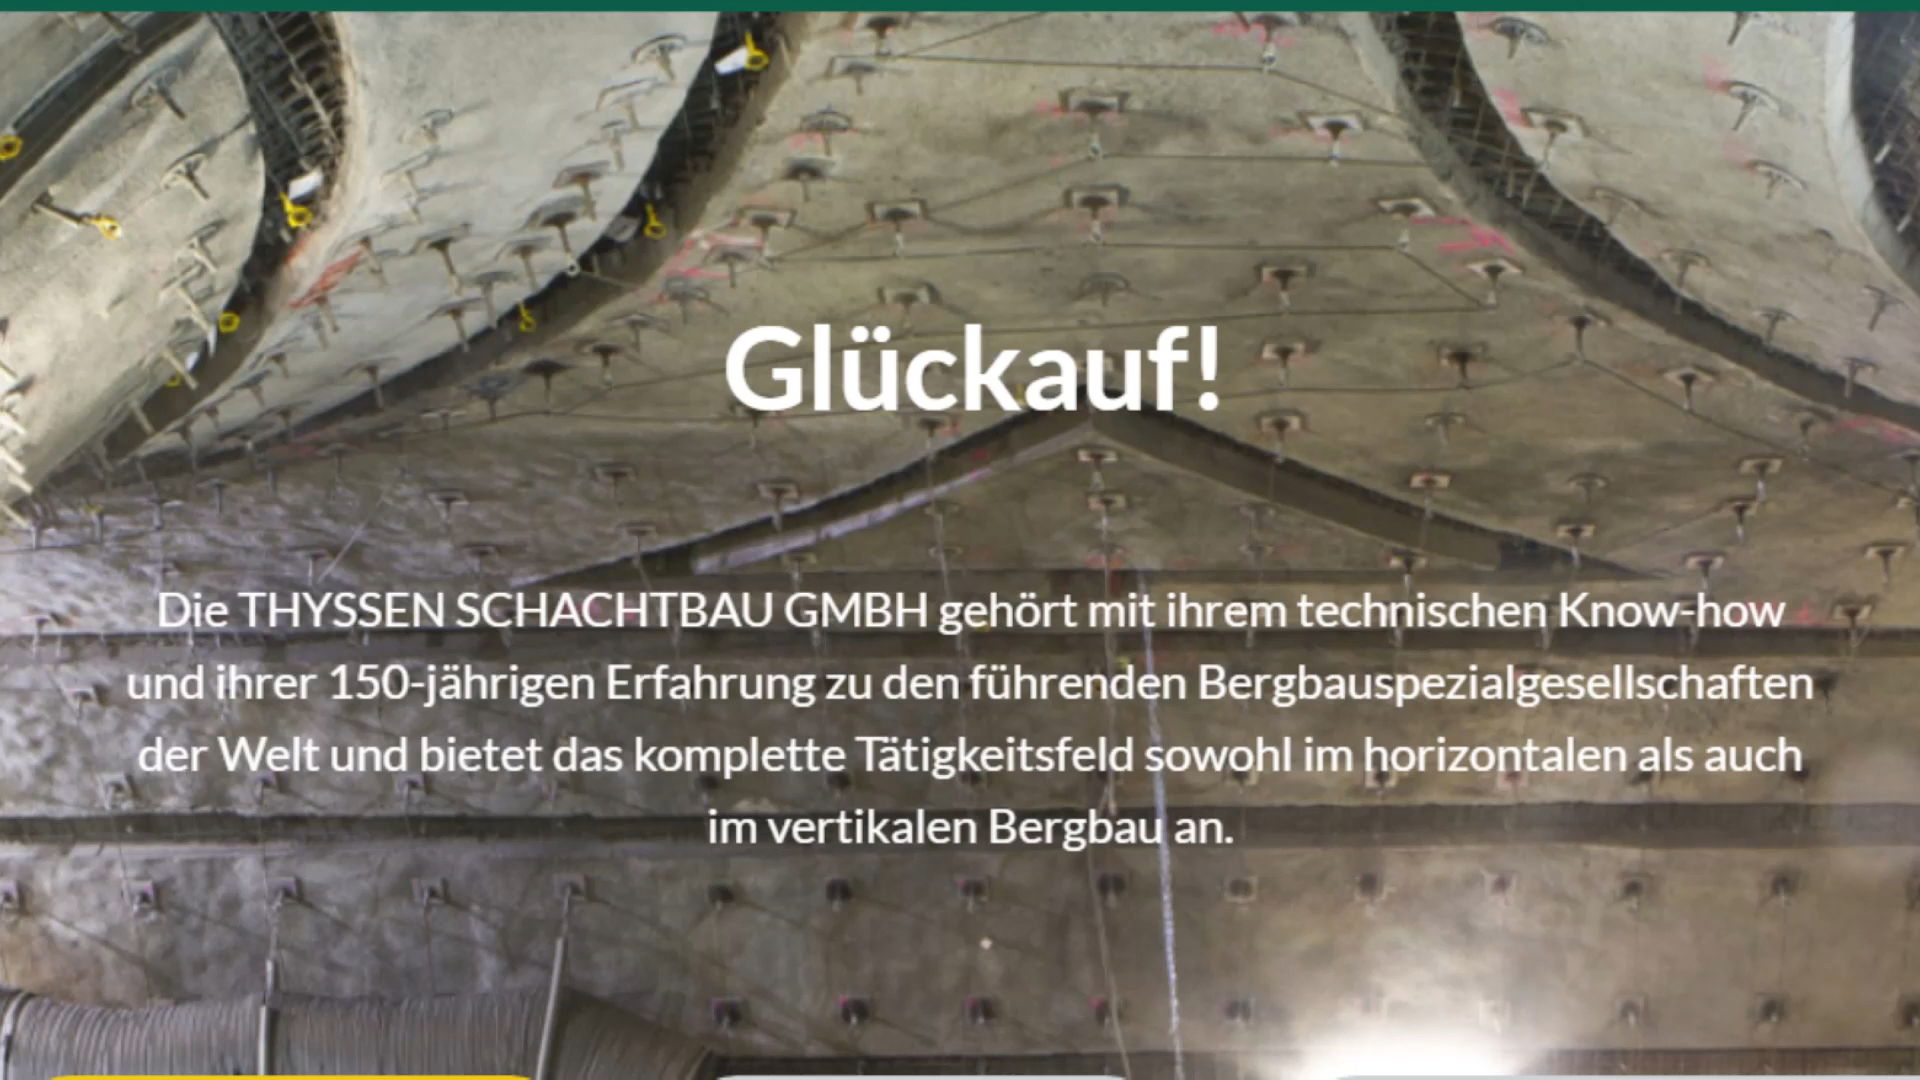 Glückauf!
Die THYSSEN SCHACHTBAU GMBH gehört mit ihrem technischen Know-how
und ihrer 150-jährigen Erfahrung zu den führenden Bergbauspezialgesellschaften
der Welt und bietet das komplette Tätigkeitsfeld sowohl im horizontalen als auch
im vertikalen Bergbau an.